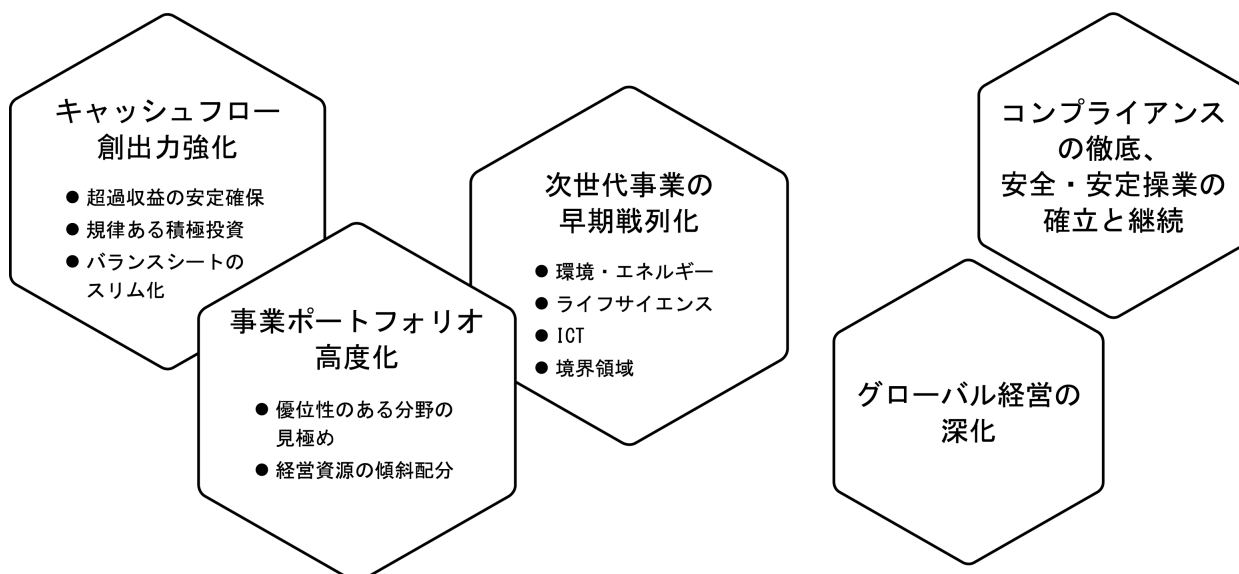 キャッシュフロー
創出力強化
● 超過収益の安定確保
● 規律ある積極投資
● バランスシートの
スリム化
事業ポートフォリオ
高度化
● 優位性のある分野の
見極め
● 経営資源の傾斜配分
次世代事業の
早期戦列化
● 環境・エネルギー
● ライフサイエンス
● ICT
● 境界領域
コンプライアンス
の徹底、
安全・安定操業の
確立と継続
グローバル経営の
深化